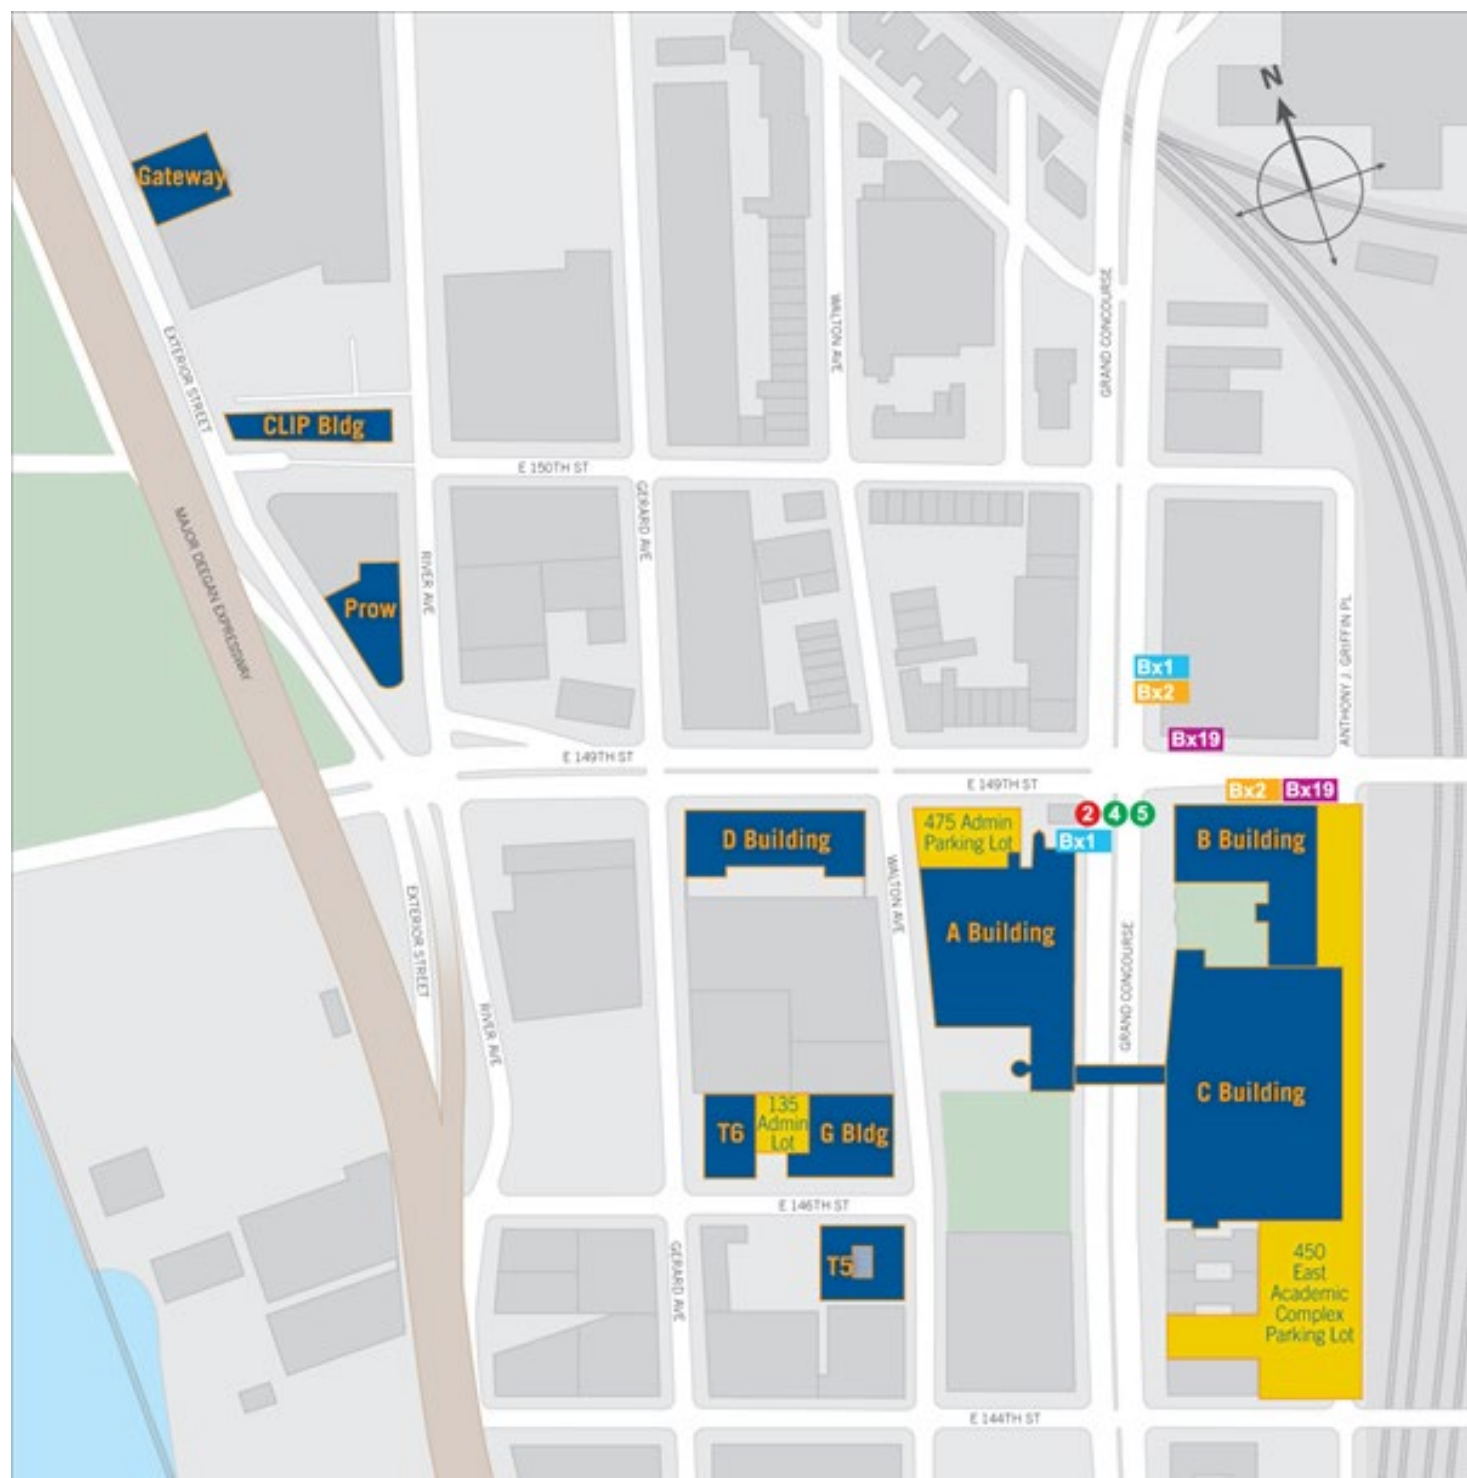 N
Gateway
EXTERIOR STREET
WALTON AVE
GRAND CONCOURSE
CLIP Bldg
E 150TH ST
GERARD AVE
MAJOR DEEGAN EXPRESSWAY
Prow
RIVER AVE
ANTHONY J. GRIFFIN PL
Bx1
Bx2
Bx19
E 149TH ST
E 149TH ST
Bx2
Bx19
2
4
5
Bx1
475 Admin
Parking Lot
D Building
B Building
WALTON AVE
EXTERIOR STREET
A Building
GRAND CONCOURSE
RIVER AVE
C Building
T6
135
Admin
Lot
G Bldg
E 146TH ST
GERARD AVE
T5
450
East
Academic
Complex
Parking Lot
E 144TH ST